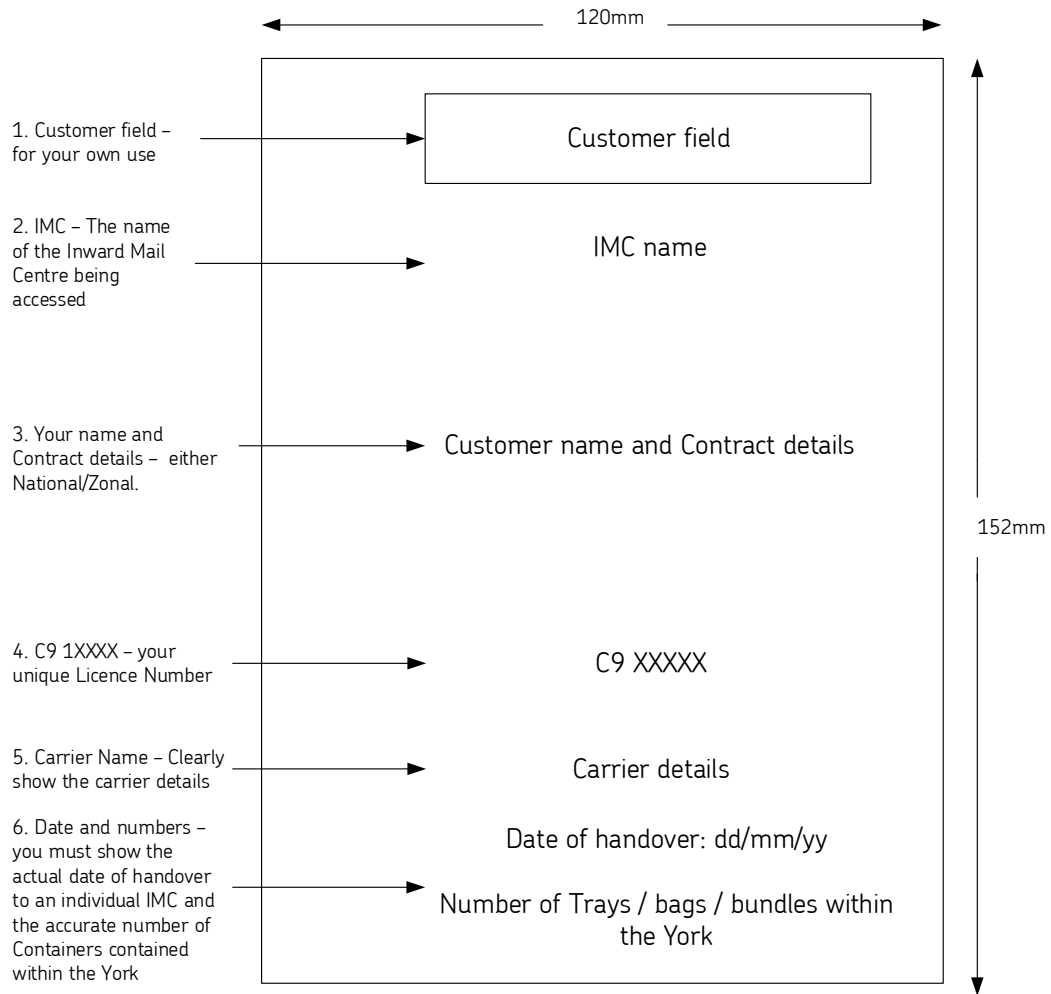 120mm
1. Customer field –
for your own use
Customer field
2. IMC – The name
of the Inward Mail
Centre being
accessed
IMC name
3. Your name and
Contract details – either
National/Zonal.
Customer name and Contract details
152mm
4. C9 1XXXX – your
unique Licence Number
C9 XXXXX
5. Carrier Name – Clearly
show the carrier details
Carrier details
6. Date and numbers –
you must show the
actual date of handover
to an individual IMC and
the accurate number of
Containers contained
within the York
Date of handover: dd/mm/yy
Number of Trays / bags / bundles within
the York